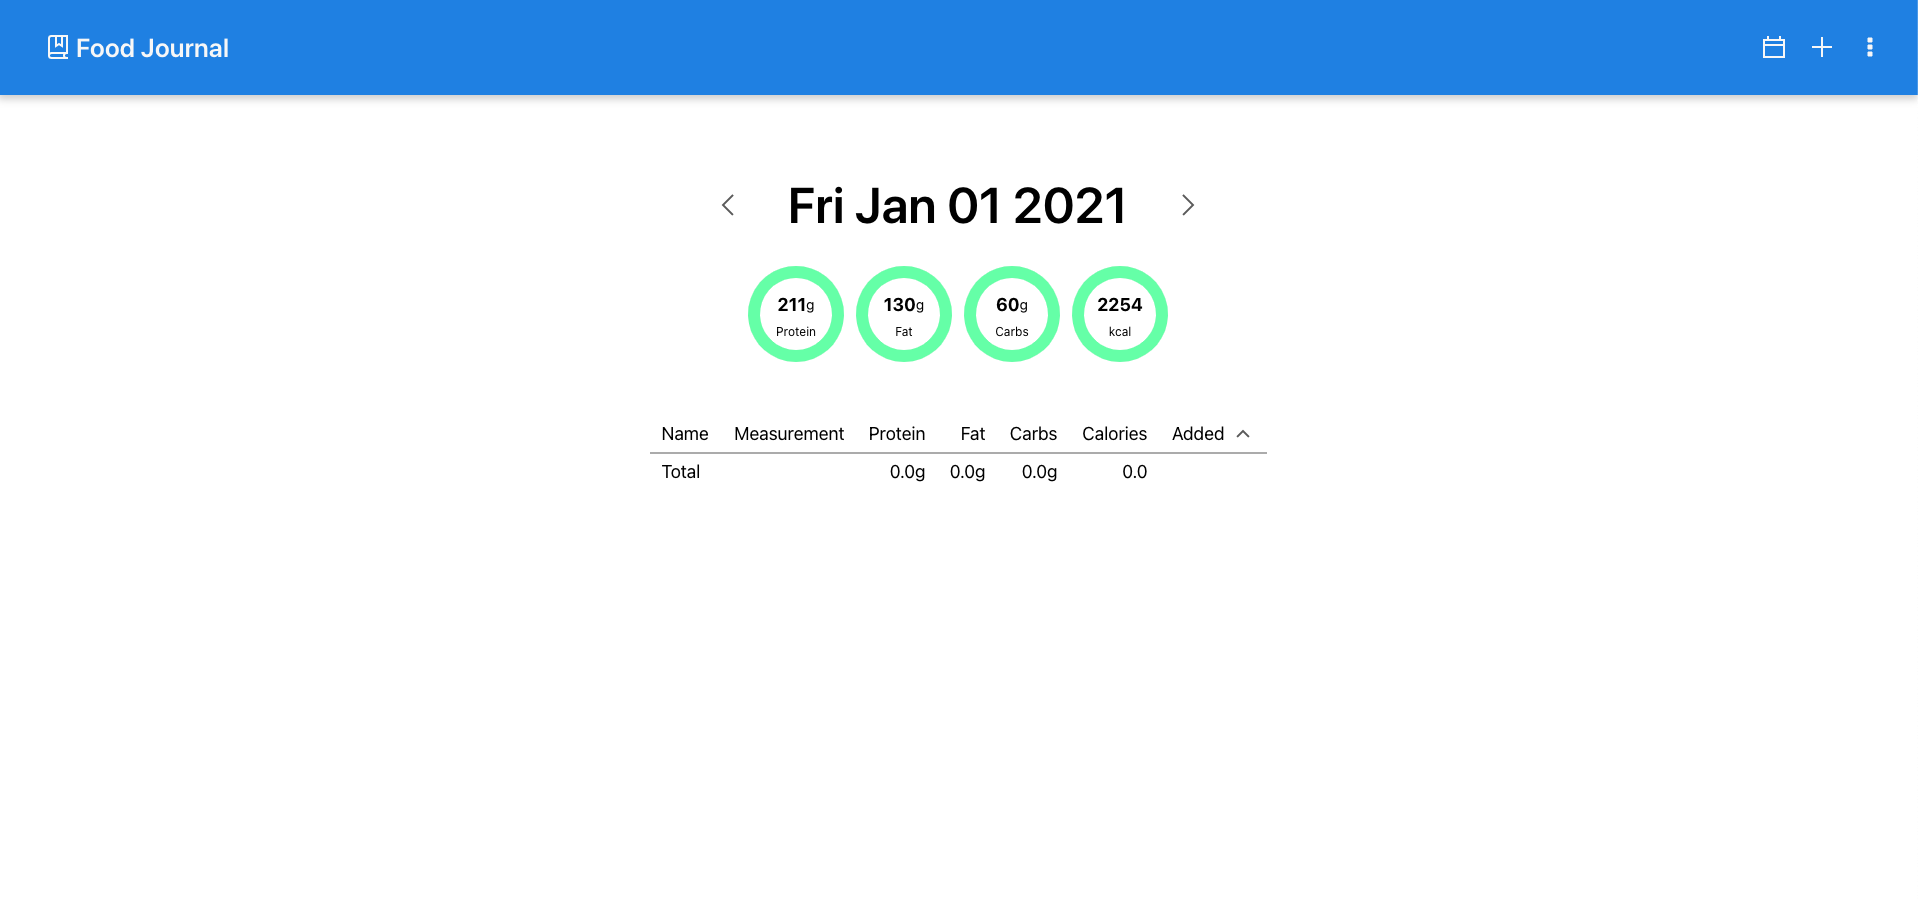 Food Journal
Fri Jan 01 2021
211g 130g 60g 2254
Protein Fat Carbs kcal
Name Measurement Protein Fat Carbs Calories Added
Total 0.0g 0.0g 0.0g 0.0